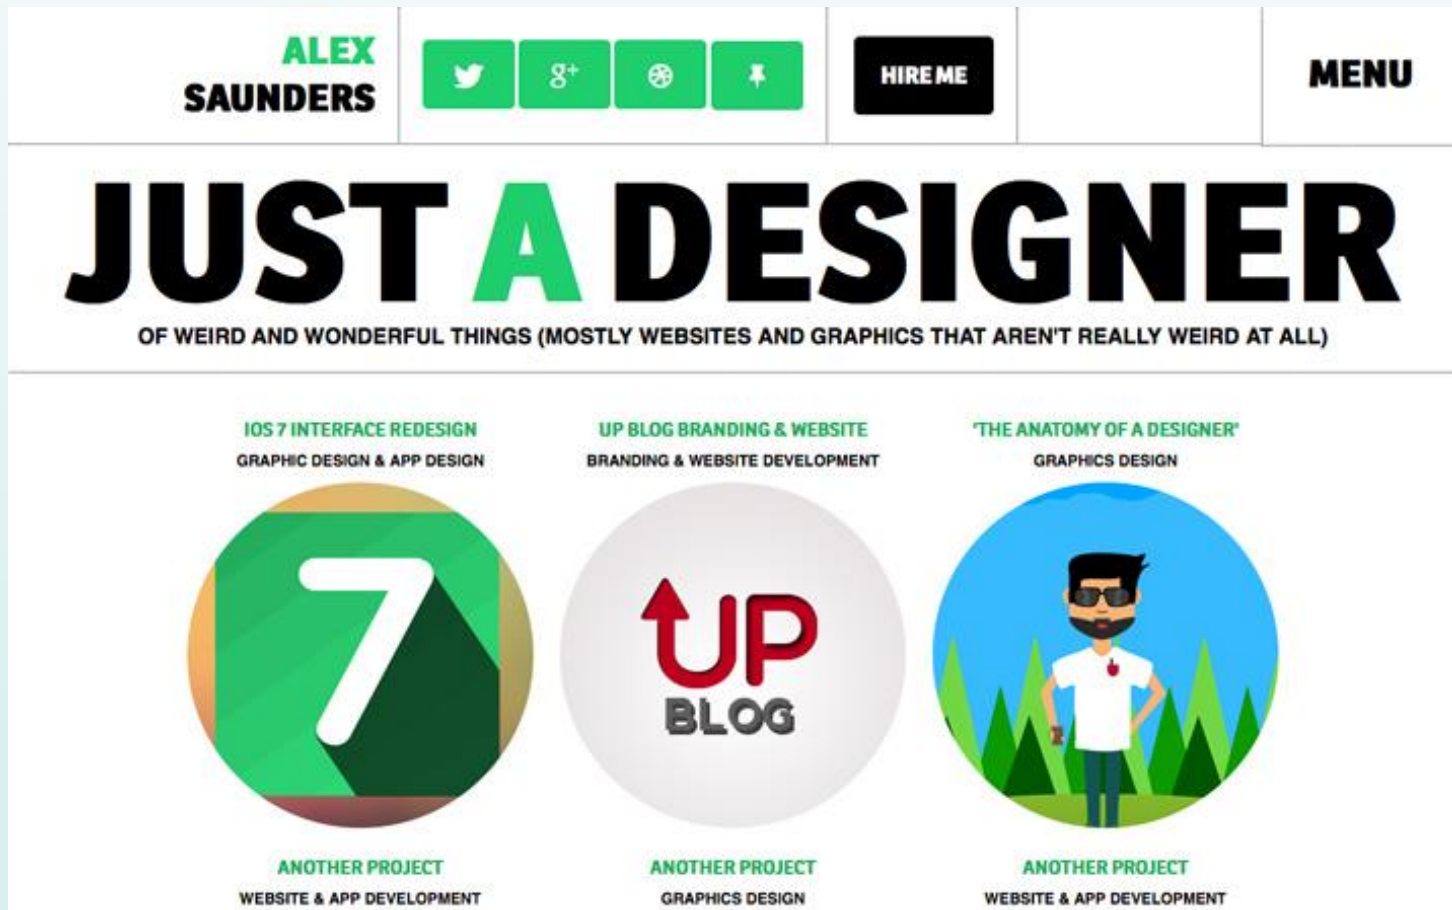 ALEX
SAUNDERS
g+
HIRE ME
MENU
JUST A DESIGNER
OF WEIRD AND WONDERFUL THINGS (MOSTLY WEBSITES AND GRAPHICS THAT AREN'T REALLY WEIRD AT ALL)
IOS 7 INTERFACE REDESIGN
GRAPHIC DESIGN & APP DESIGN
7
UP BLOG BRANDING & WEBSITE
BRANDING & WEBSITE DEVELOPMENT
UP
BLOG
'THE ANATOMY OF A DESIGNER'
GRAPHICS DESIGN
ANOTHER PROJECT
WEBSITE & APP DEVELOPMENT
ANOTHER PROJECT
GRAPHICS DESIGN
ANOTHER PROJECT
WEBSITE & APP DEVELOPMENT